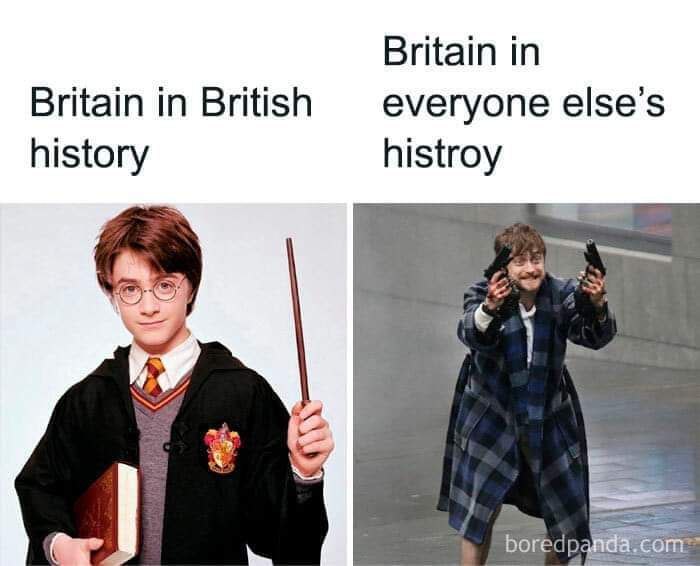 Britain in British
history
Britain in
everyone else's
histroy
boredpanda.com